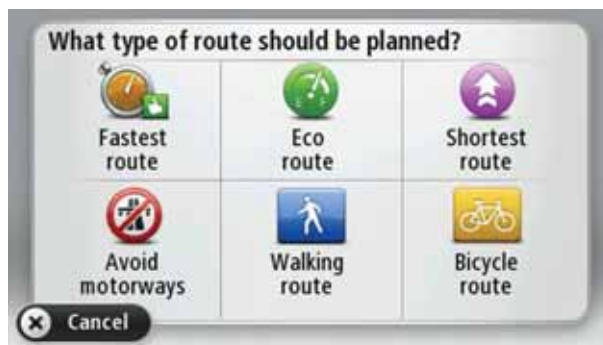 What type of route should be planned?
Fastest
route
Eco
route
Shortest
route
Avoid
motorways
Walking
route
Bicycle
route
Cancel